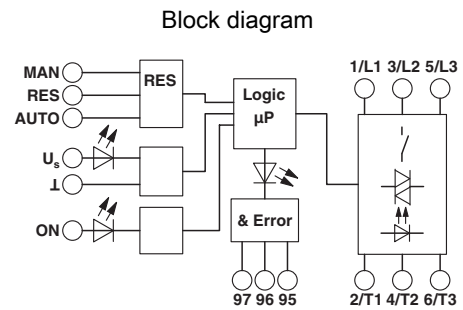 Block diagram
1/L1 3/L2 5/L3
MAN
RES
RES
AUTO
Logic
µP
Us
⊥
ON
& Error
97 96 95
2/T1 4/T2 6/T3